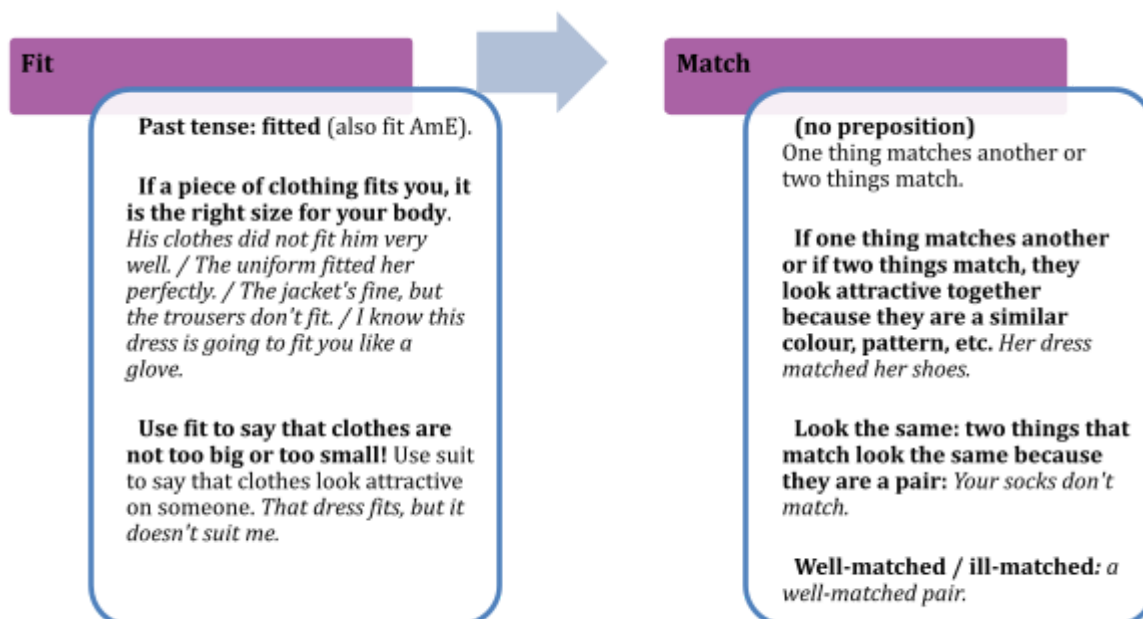 Fit
Past tense: fitted (also fit AmE).
If a piece of clothing fits you, it
is the right size for your body.
His clothes did not fit him very
well. / The uniform fitted her
perfectly. / The jacket's fine, but
the trousers don't fit. / I know this
dress is going to fit you like a
glove.
Use fit to say that clothes are
not too big or too small! Use suit
to say that clothes look attractive
on someone. That dress fits, but it
doesn't suit me.
Match
(no preposition)
One thing matches another or
two things match.
If one thing matches another
or if two things match, they
look attractive together
because they are a similar
colour, pattern, etc. Her dress
matched her shoes.
Look the same: two things that
match look the same because
they are a pair: Your socks don't
match.
Well-matched / ill-matched: a
well-matched pair.